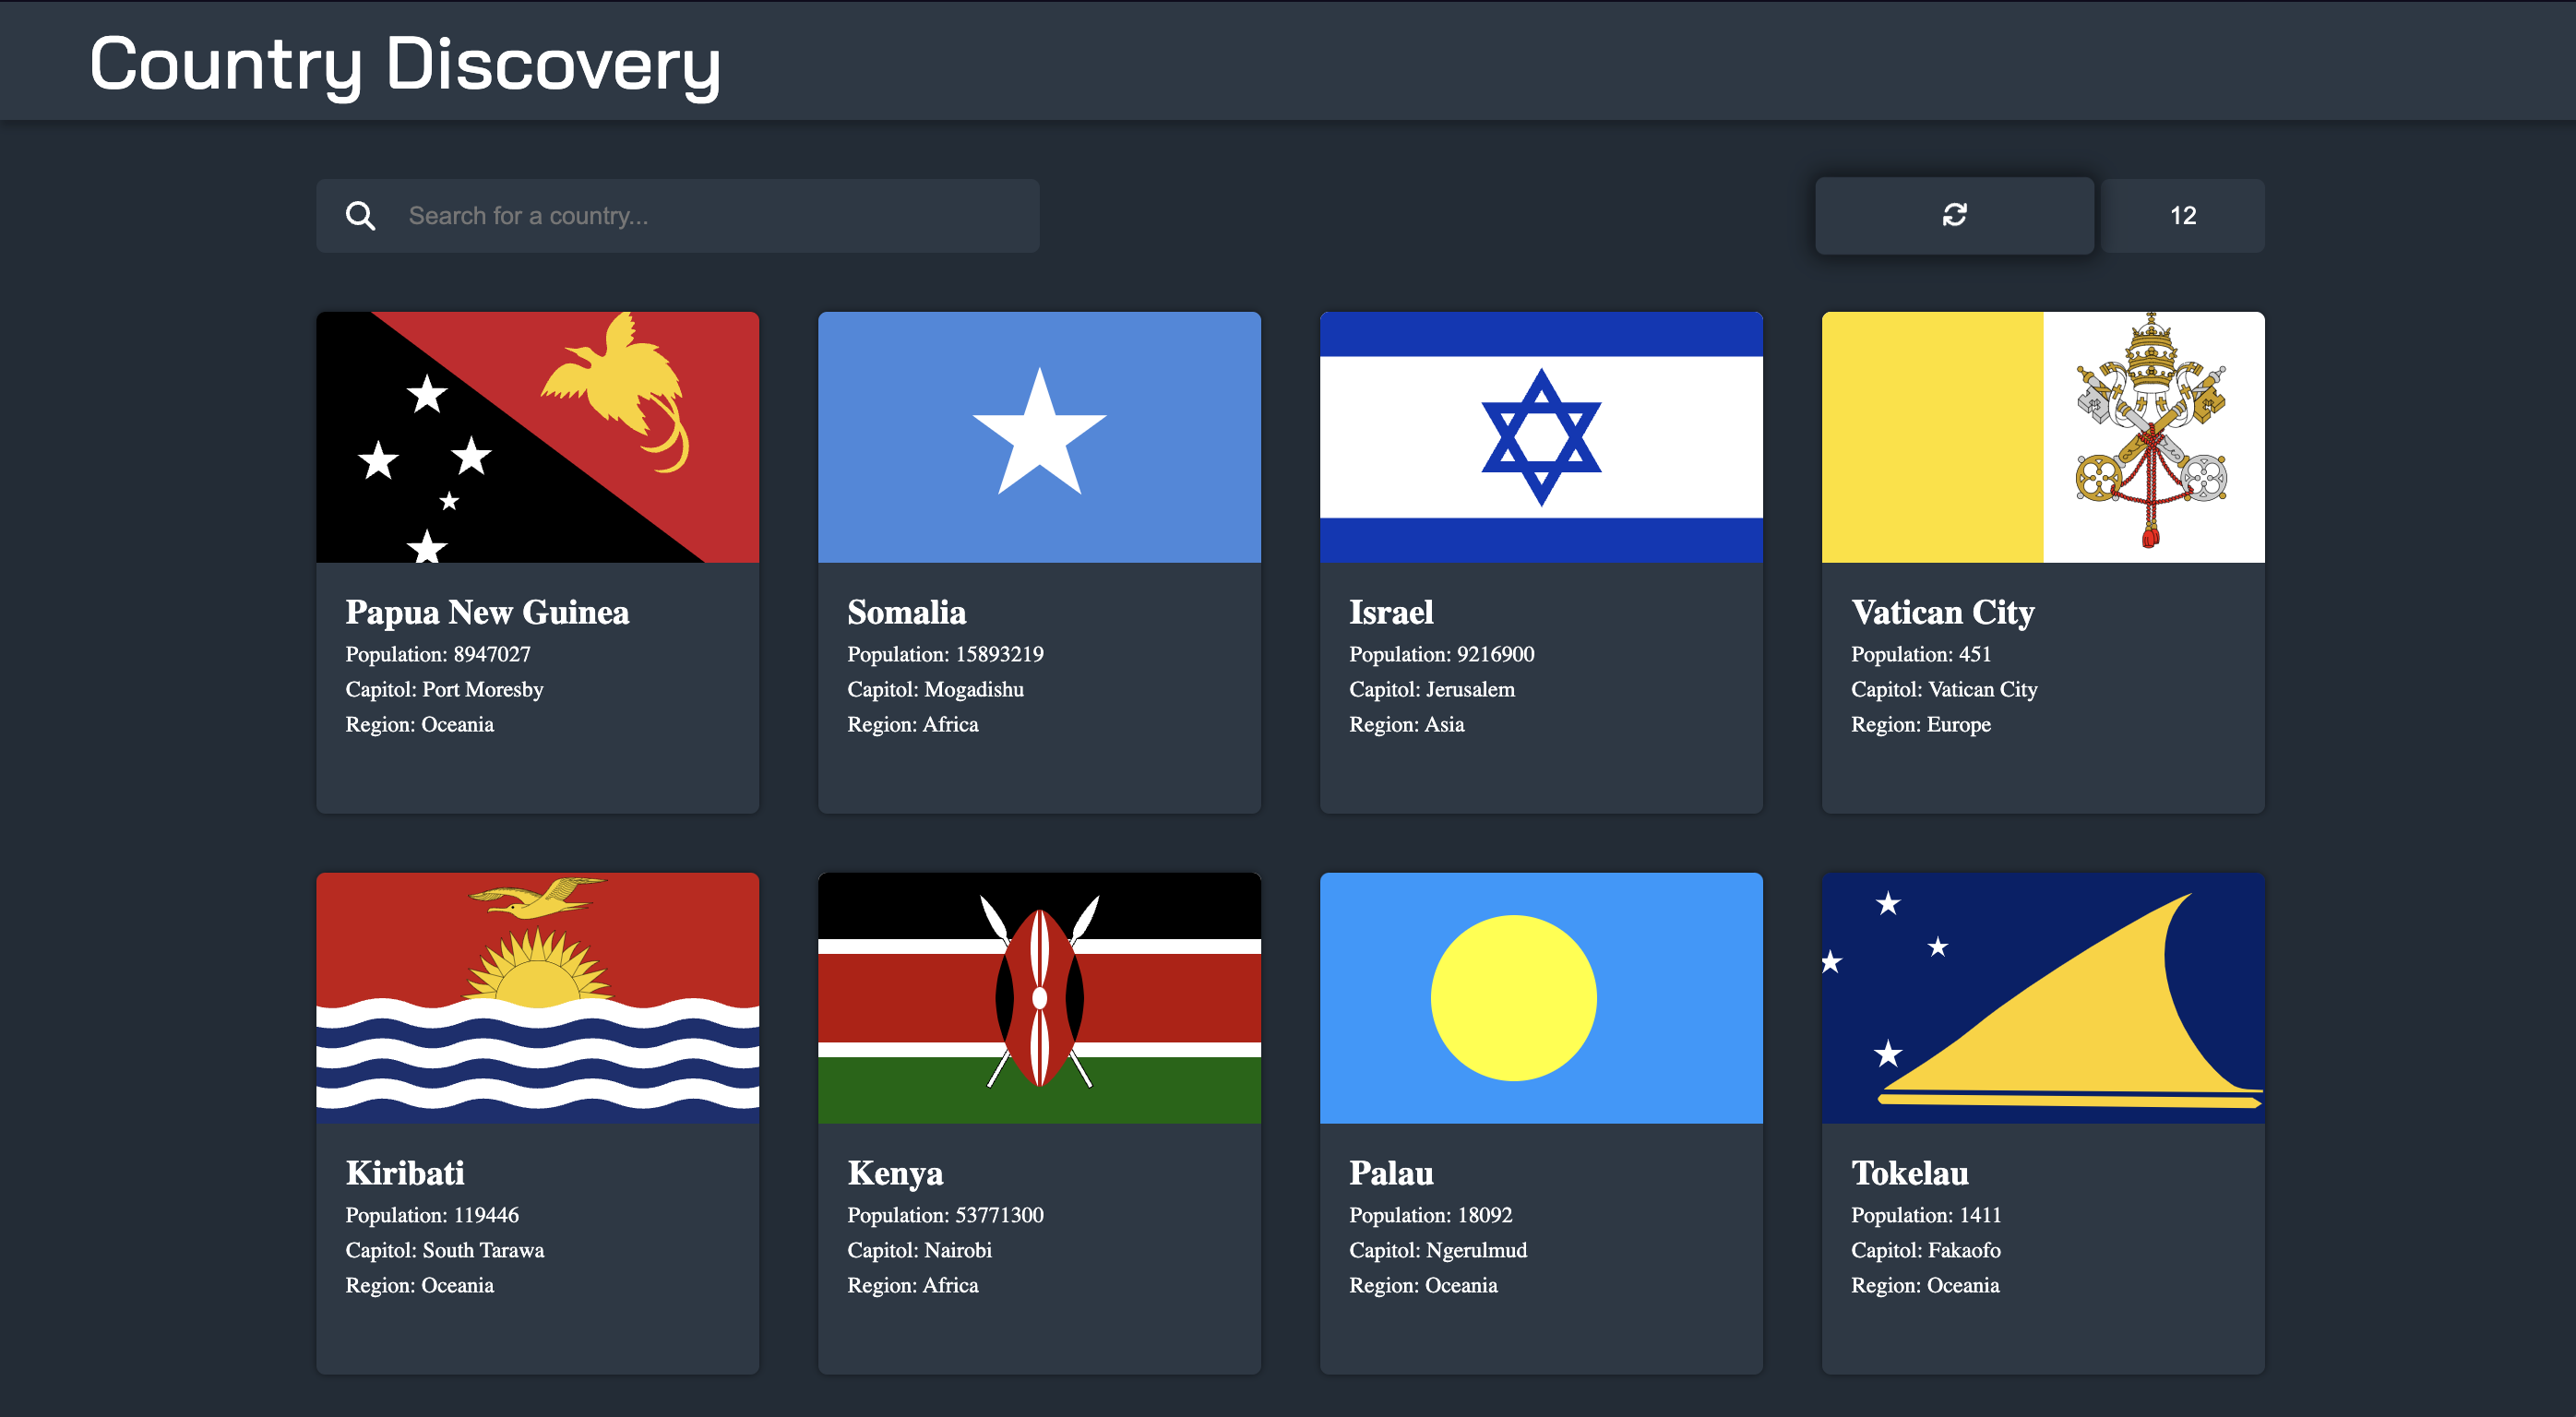 Country Discovery
Search for a country...
12
Papua New Guinea
Population: 8947027
Capitol: Port Moresby
Region: Oceania
Somalia
Population: 15893219
Capitol: Mogadishu
Region: Africa
Israel
Population: 9216900
Capitol: Jerusalem
Region: Asia
Vatican City
Population: 451
Capitol: Vatican City
Region: Europe
Kiribati
Population: 119446
Capitol: South Tarawa
Region: Oceania
Kenya
Population: 53771300
Capitol: Nairobi
Region: Africa
Palau
Population: 18092
Capitol: Ngerulmud
Region: Oceania
Tokelau
Population: 1411
Capitol: Fakaofo
Region: Oceania